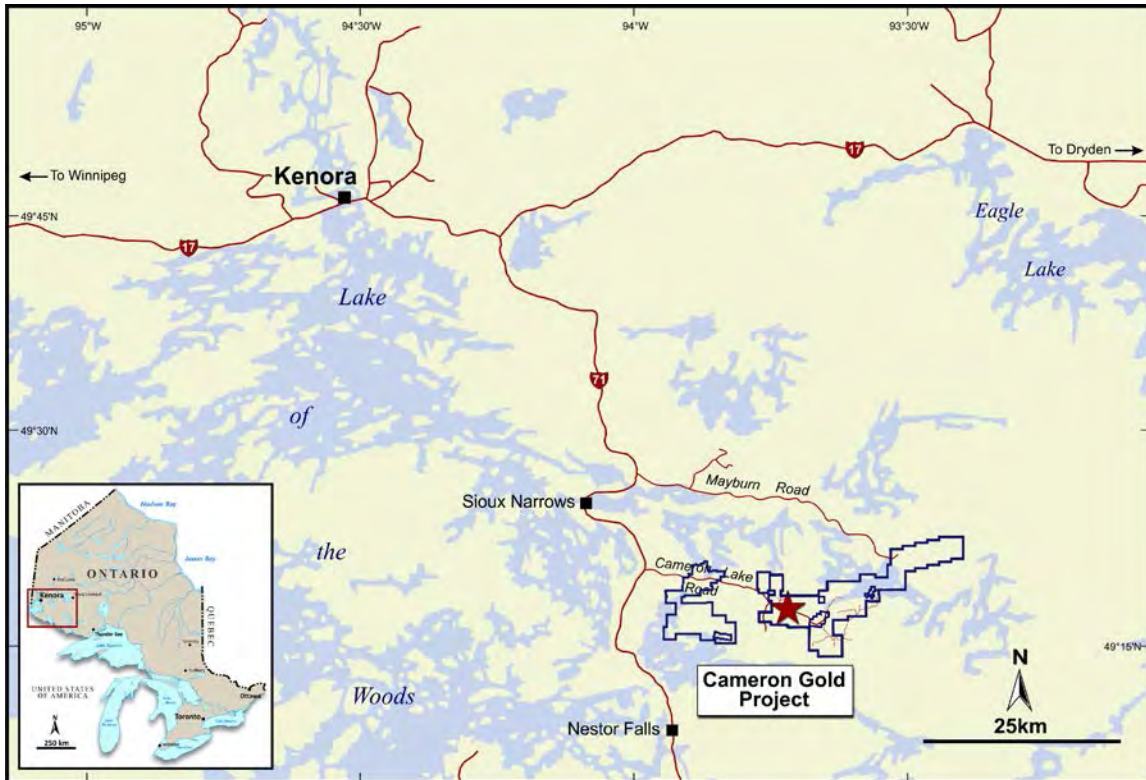 95°W
94°30'W
94°W
93°30'W
17
To Dryden
To Winnipeg
Kenora
49°45'N
17
Eagle
Lake
Lake
71
of
49°30'N
49°30'N
Mayburn Road
Sioux Narrows
the
Cameron Lake
Road
49°15'N
Cameron Gold
Project
N
25km
Woods
Nestor Falls
MANITOBA
Hudson Bay
James Bay
ONTARIO
Kenora
QUEBEC
Thunder Bay
UNITED STATES
OF AMERICA
Ottawa
Toronto
N
250 km